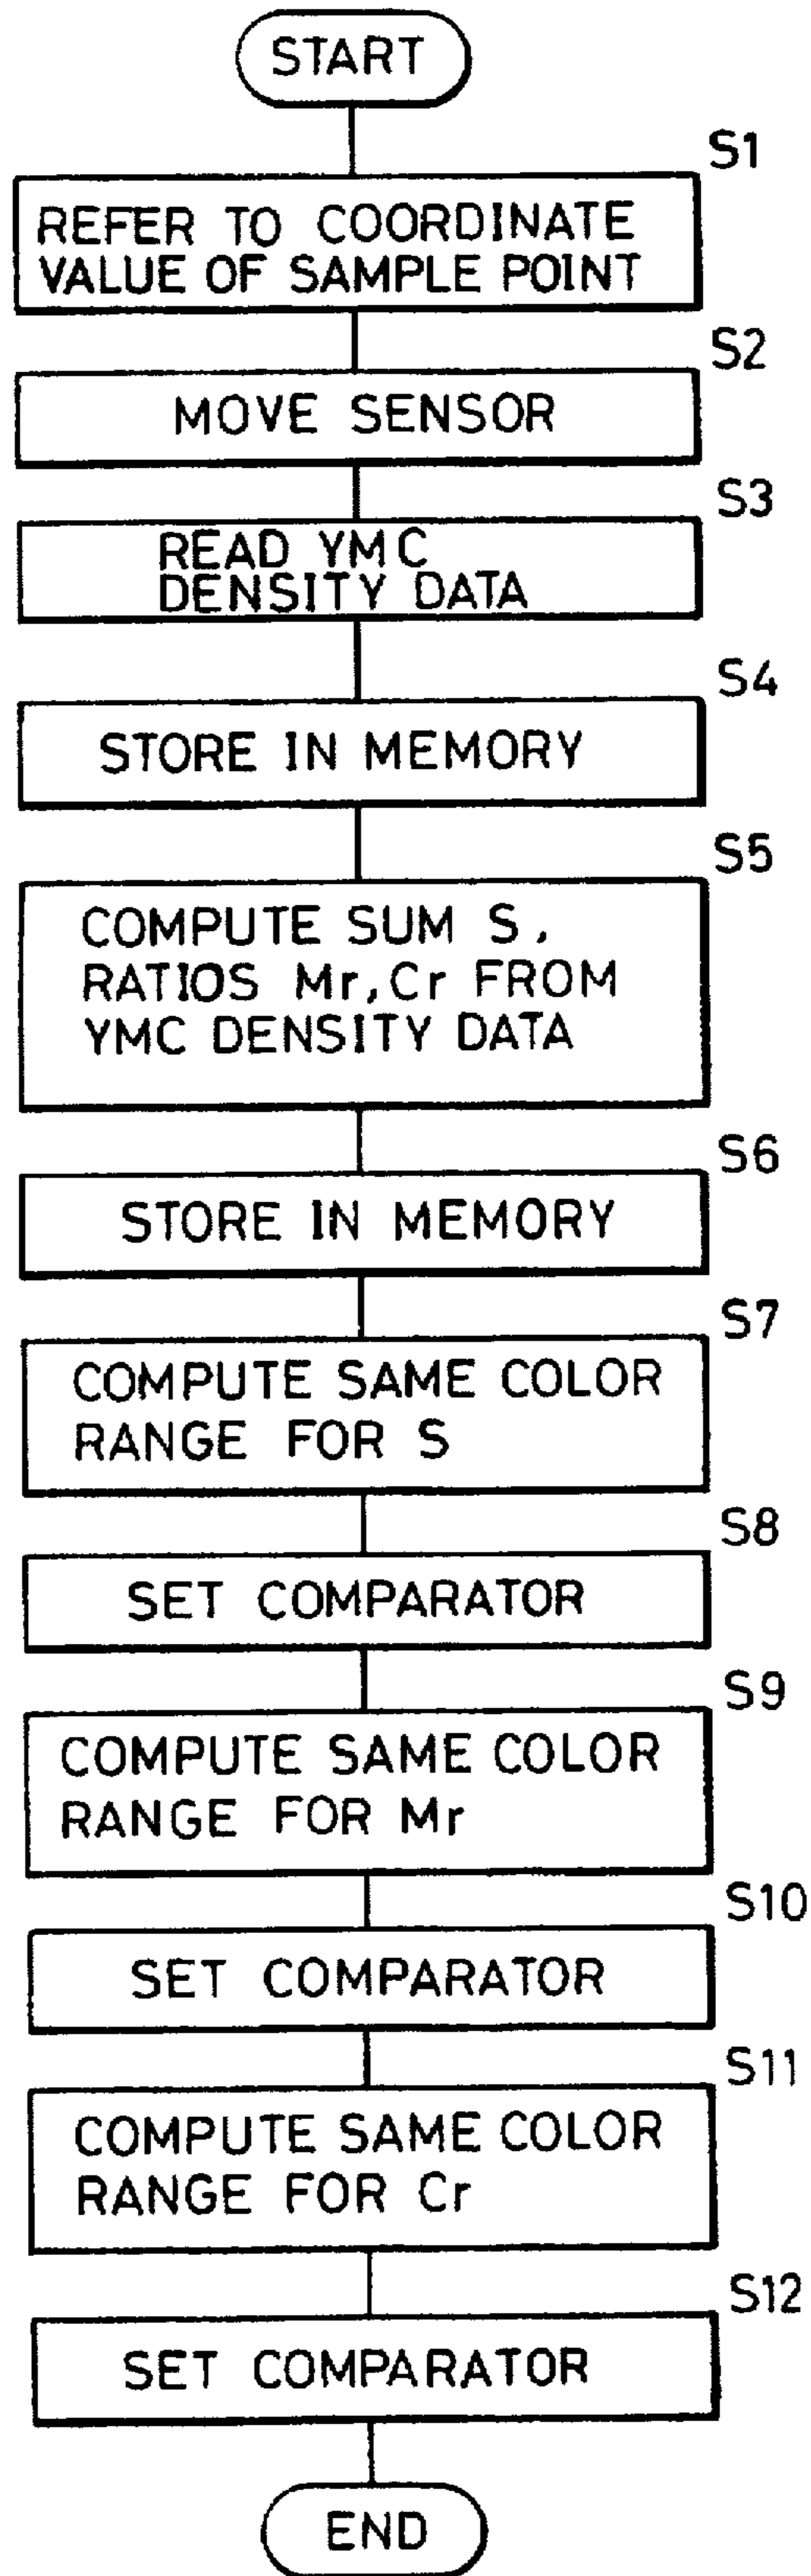 START
S1
REFER TO COORDINATE
VALUE OF SAMPLE POINT
S2
MOVE SENSOR
S3
READ YMC
DENSITY DATA
S4
STORE IN MEMORY
S5
COMPUTE SUM S,
RATIOS Mr, Cr FROM
YMC DENSITY DATA
S6
STORE IN MEMORY
S7
COMPUTE SAME COLOR
RANGE FOR S
S8
SET COMPARATOR
S9
COMPUTE SAME COLOR
RANGE FOR Mr
S10
SET COMPARATOR
S11
COMPUTE SAME COLOR
RANGE FOR Cr
S12
SET COMPARATOR
END